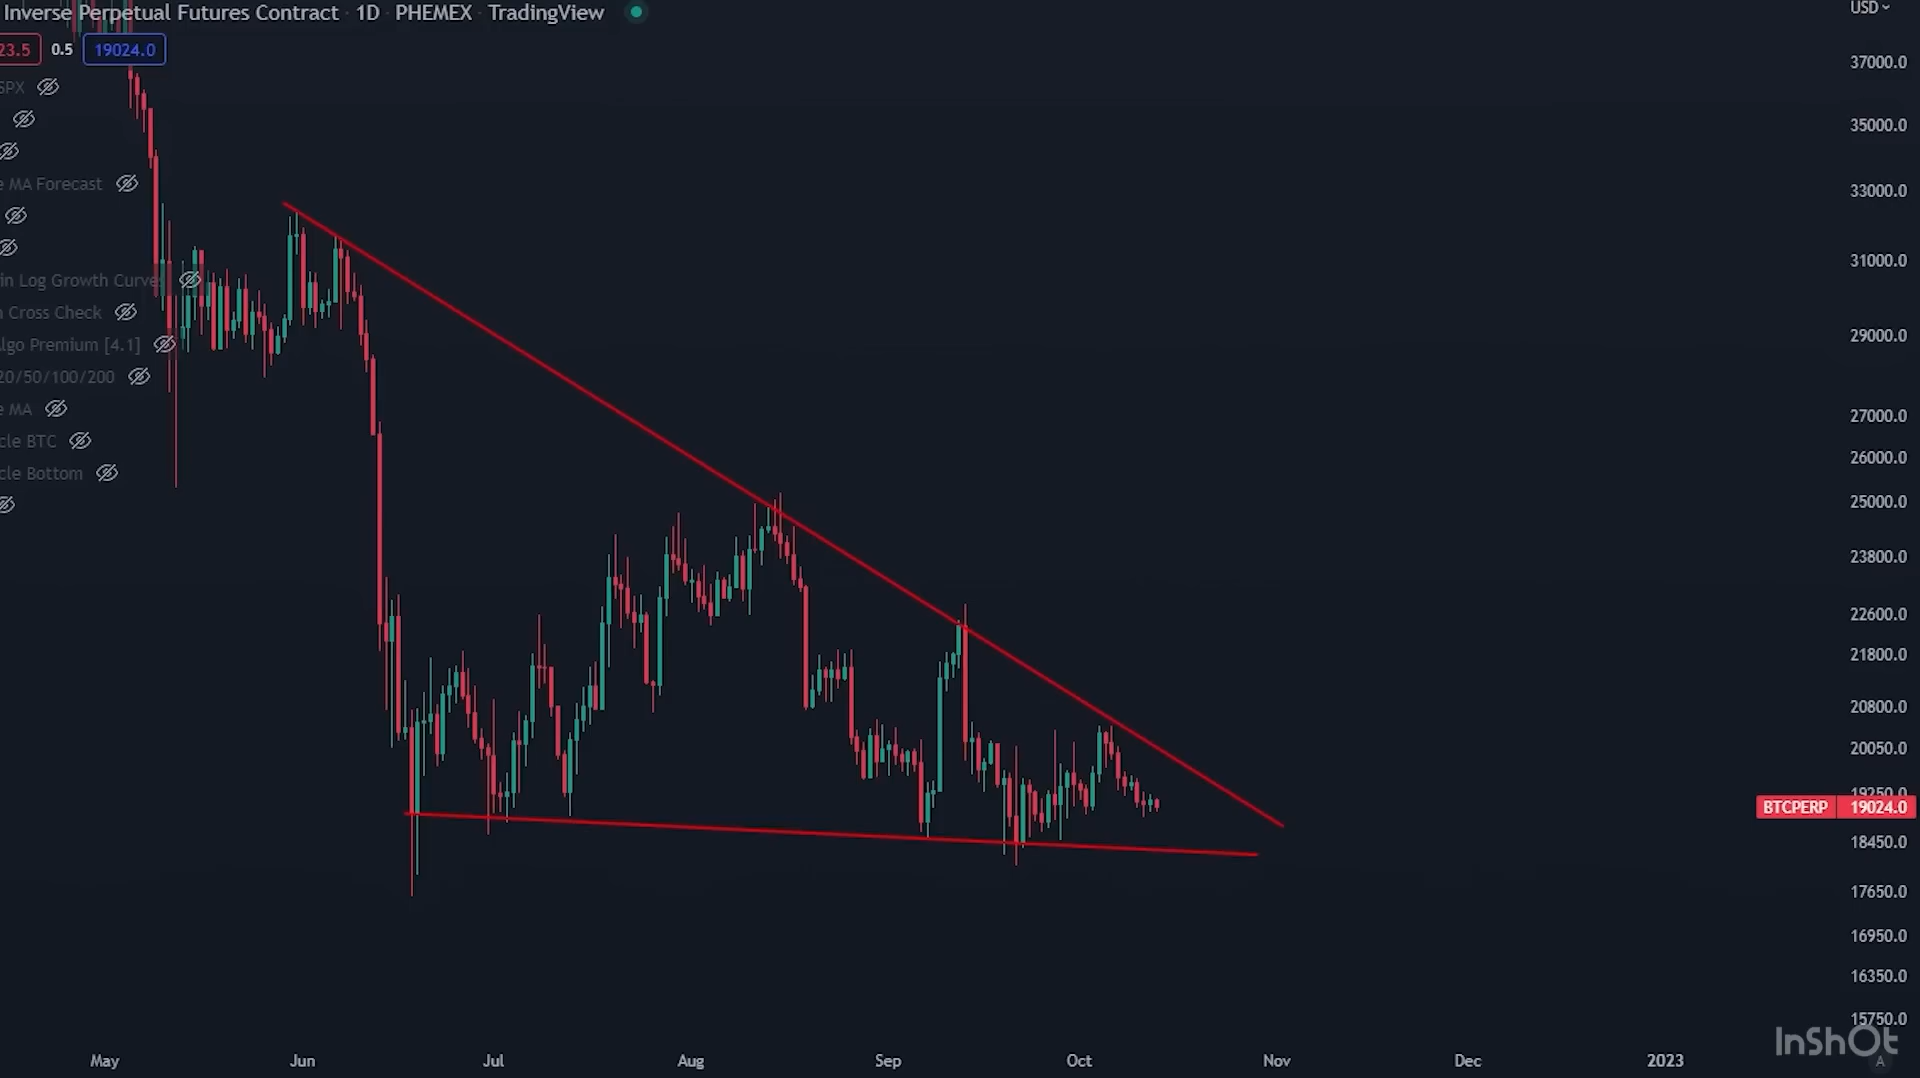 Inverse Perpetual Futures Contract · 1D · PHEMEX · TradingView
USD
23.5 0.5 19024.0
SPX
MA Forecast
in Log Growth Curves
Cross Check
lgo Premium [4.1]
20/50/100/200
MA
cle BTC
cle Bottom
37000.0
35000.0
33000.0
31000.0
29000.0
27000.0
26000.0
25000.0
23800.0
22600.0
21800.0
20800.0
20050.0
19250.0
BTCPERP 19024.0
18450.0
17650.0
16950.0
16350.0
15750.0
InShOt
May Jun Jul Aug Sep Oct Nov Dec 2023 A